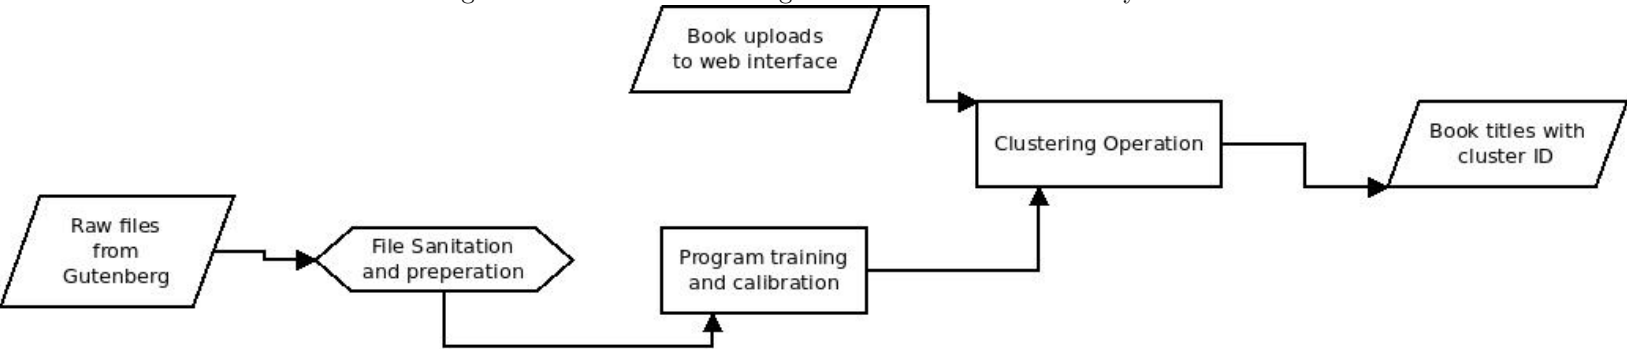 Book uploads
to web interface
Clustering Operation
Book titles with
cluster ID
Raw files
from
Gutenberg
File Sanitation
and preperation
Program training
and calibration